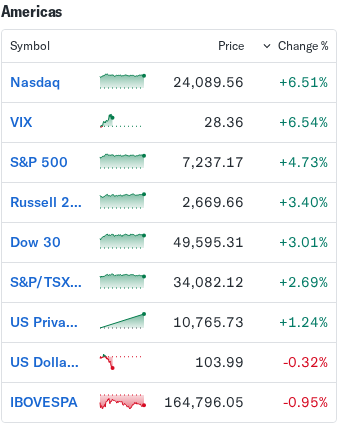 Americas
Symbol Price Change %
Nasdaq 24,089.56 +6.51%
VIX 28.36 +6.54%
S&P 500 7,237.17 +4.73%
Russell 2... 2,669.66 +3.40%
Dow 30 49,595.31 +3.01%
S&P/TSX... 34,082.12 +2.69%
US Priva... 10,765.73 +1.24%
US Dolla... 103.99 -0.32%
IBOVESPA 164,796.05 -0.95%